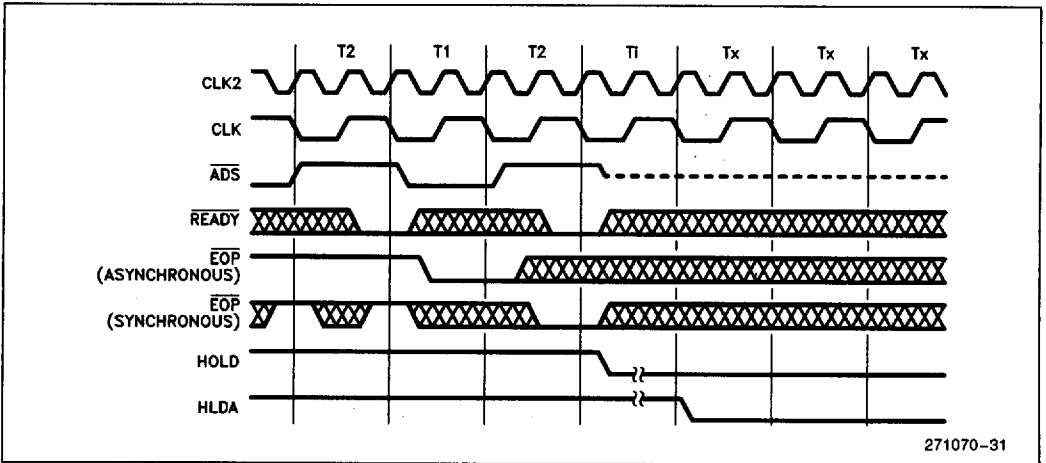 T2 T1 T2 Ti Tx Tx Tx
CLK2
CLK
ADS
READY
EOP
(ASYNCHRONOUS)
EOP
(SYNCHRONOUS)
HOLD
HLDA
271070-31